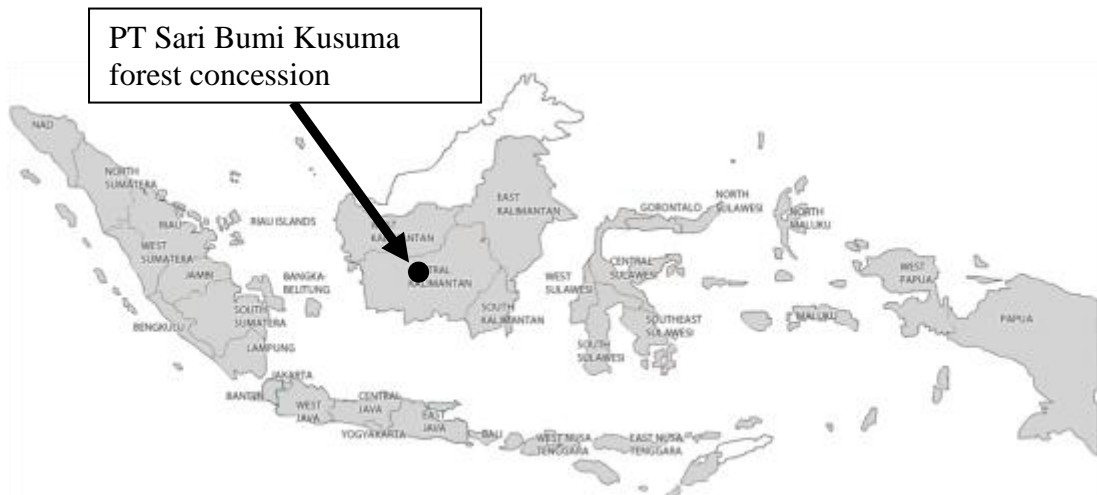 PT Sari Bumi Kusuma
forest concession
NAD
NORTH
SUMATERA
RIAU
RIAU ISLANDS
WEST
SUMATERA
JAMBI
BANGKA-
BELITUNG
SOUTH
SUMATERA
BENGKULU
LAMPUNG
JAKARTA
BANTEN
WEST
JAVA
CENTRAL
JAVA
YOGYAKARTA
EAST
JAVA
BALI
WEST NUSA
TENGGARA
EAST NUSA
TENGGARA
KALIMANTAN
EAST
KALIMANTAN
TRAL
KALIMANTAN
SOUTH
KALIMANTAN
WEST
SULAWESI
GORONTALO
NORTH
SULAWESI
CENTRAL
SULAWESI
SOUTHEAST
SULAWESI
SOUTH
SULAWESI
NORTH
MALUKU
MALUKU
WEST
PAPUA
PAPUA